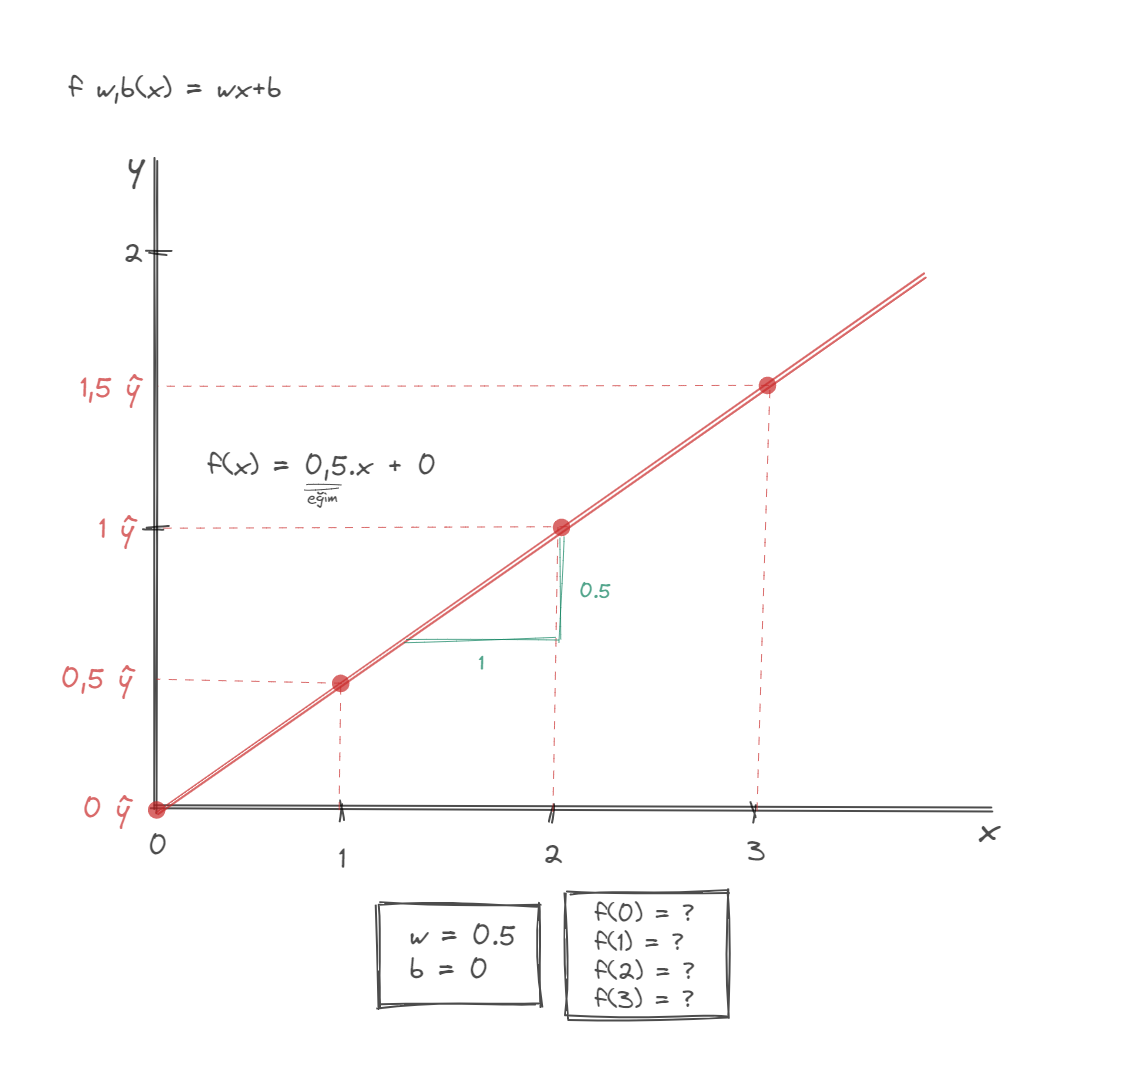 f w,b(x) = wx+b
y
2
1,5 ỹ
f(x) = 0,5.x + 0
eğim
1 ỹ
0.5
1
0,5 ỹ
0 ỹ
0
1
2
3
x
w = 0.5
b = 0
f(0) = ?
f(1) = ?
f(2) = ?
f(3) = ?